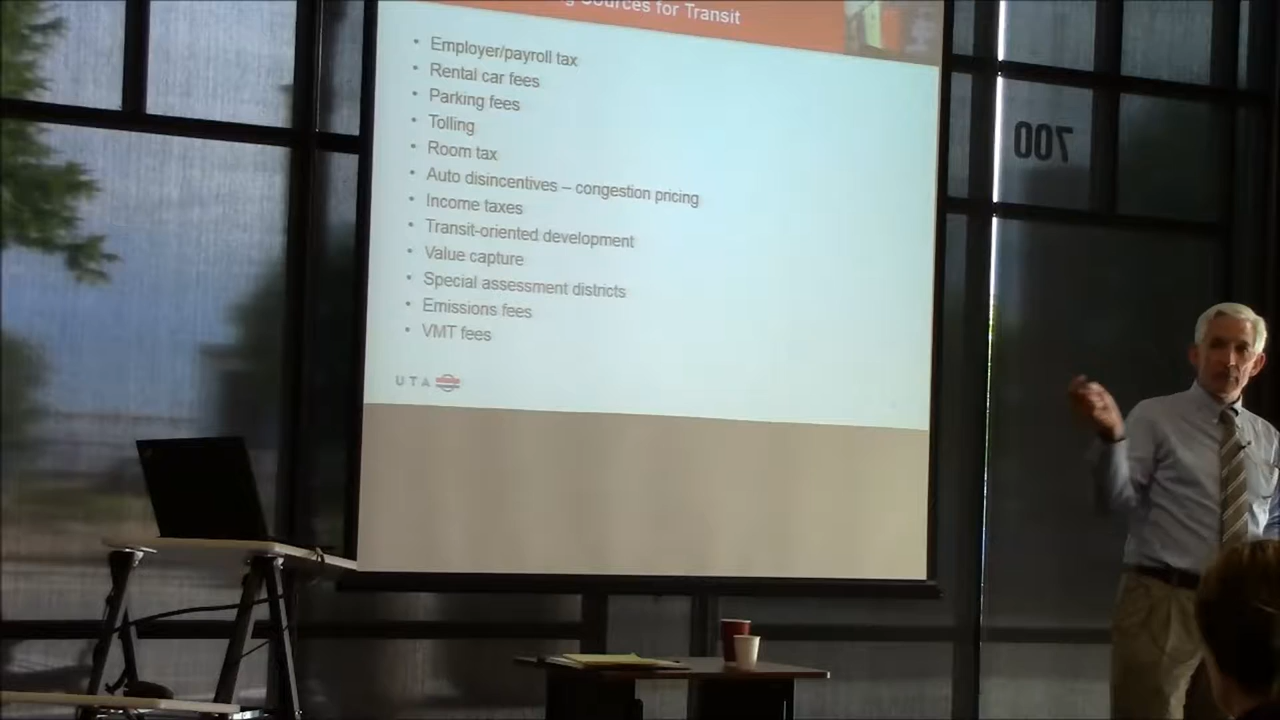 Sources for Transit
• Employer/payroll tax
• Rental car fees
• Parking fees
• Tolling
• Room tax
• Auto disincentives – congestion pricing
• Income taxes
• Transit-oriented development
• Value capture
• Special assessment districts
• Emissions fees
• VMT fees
UTA
700